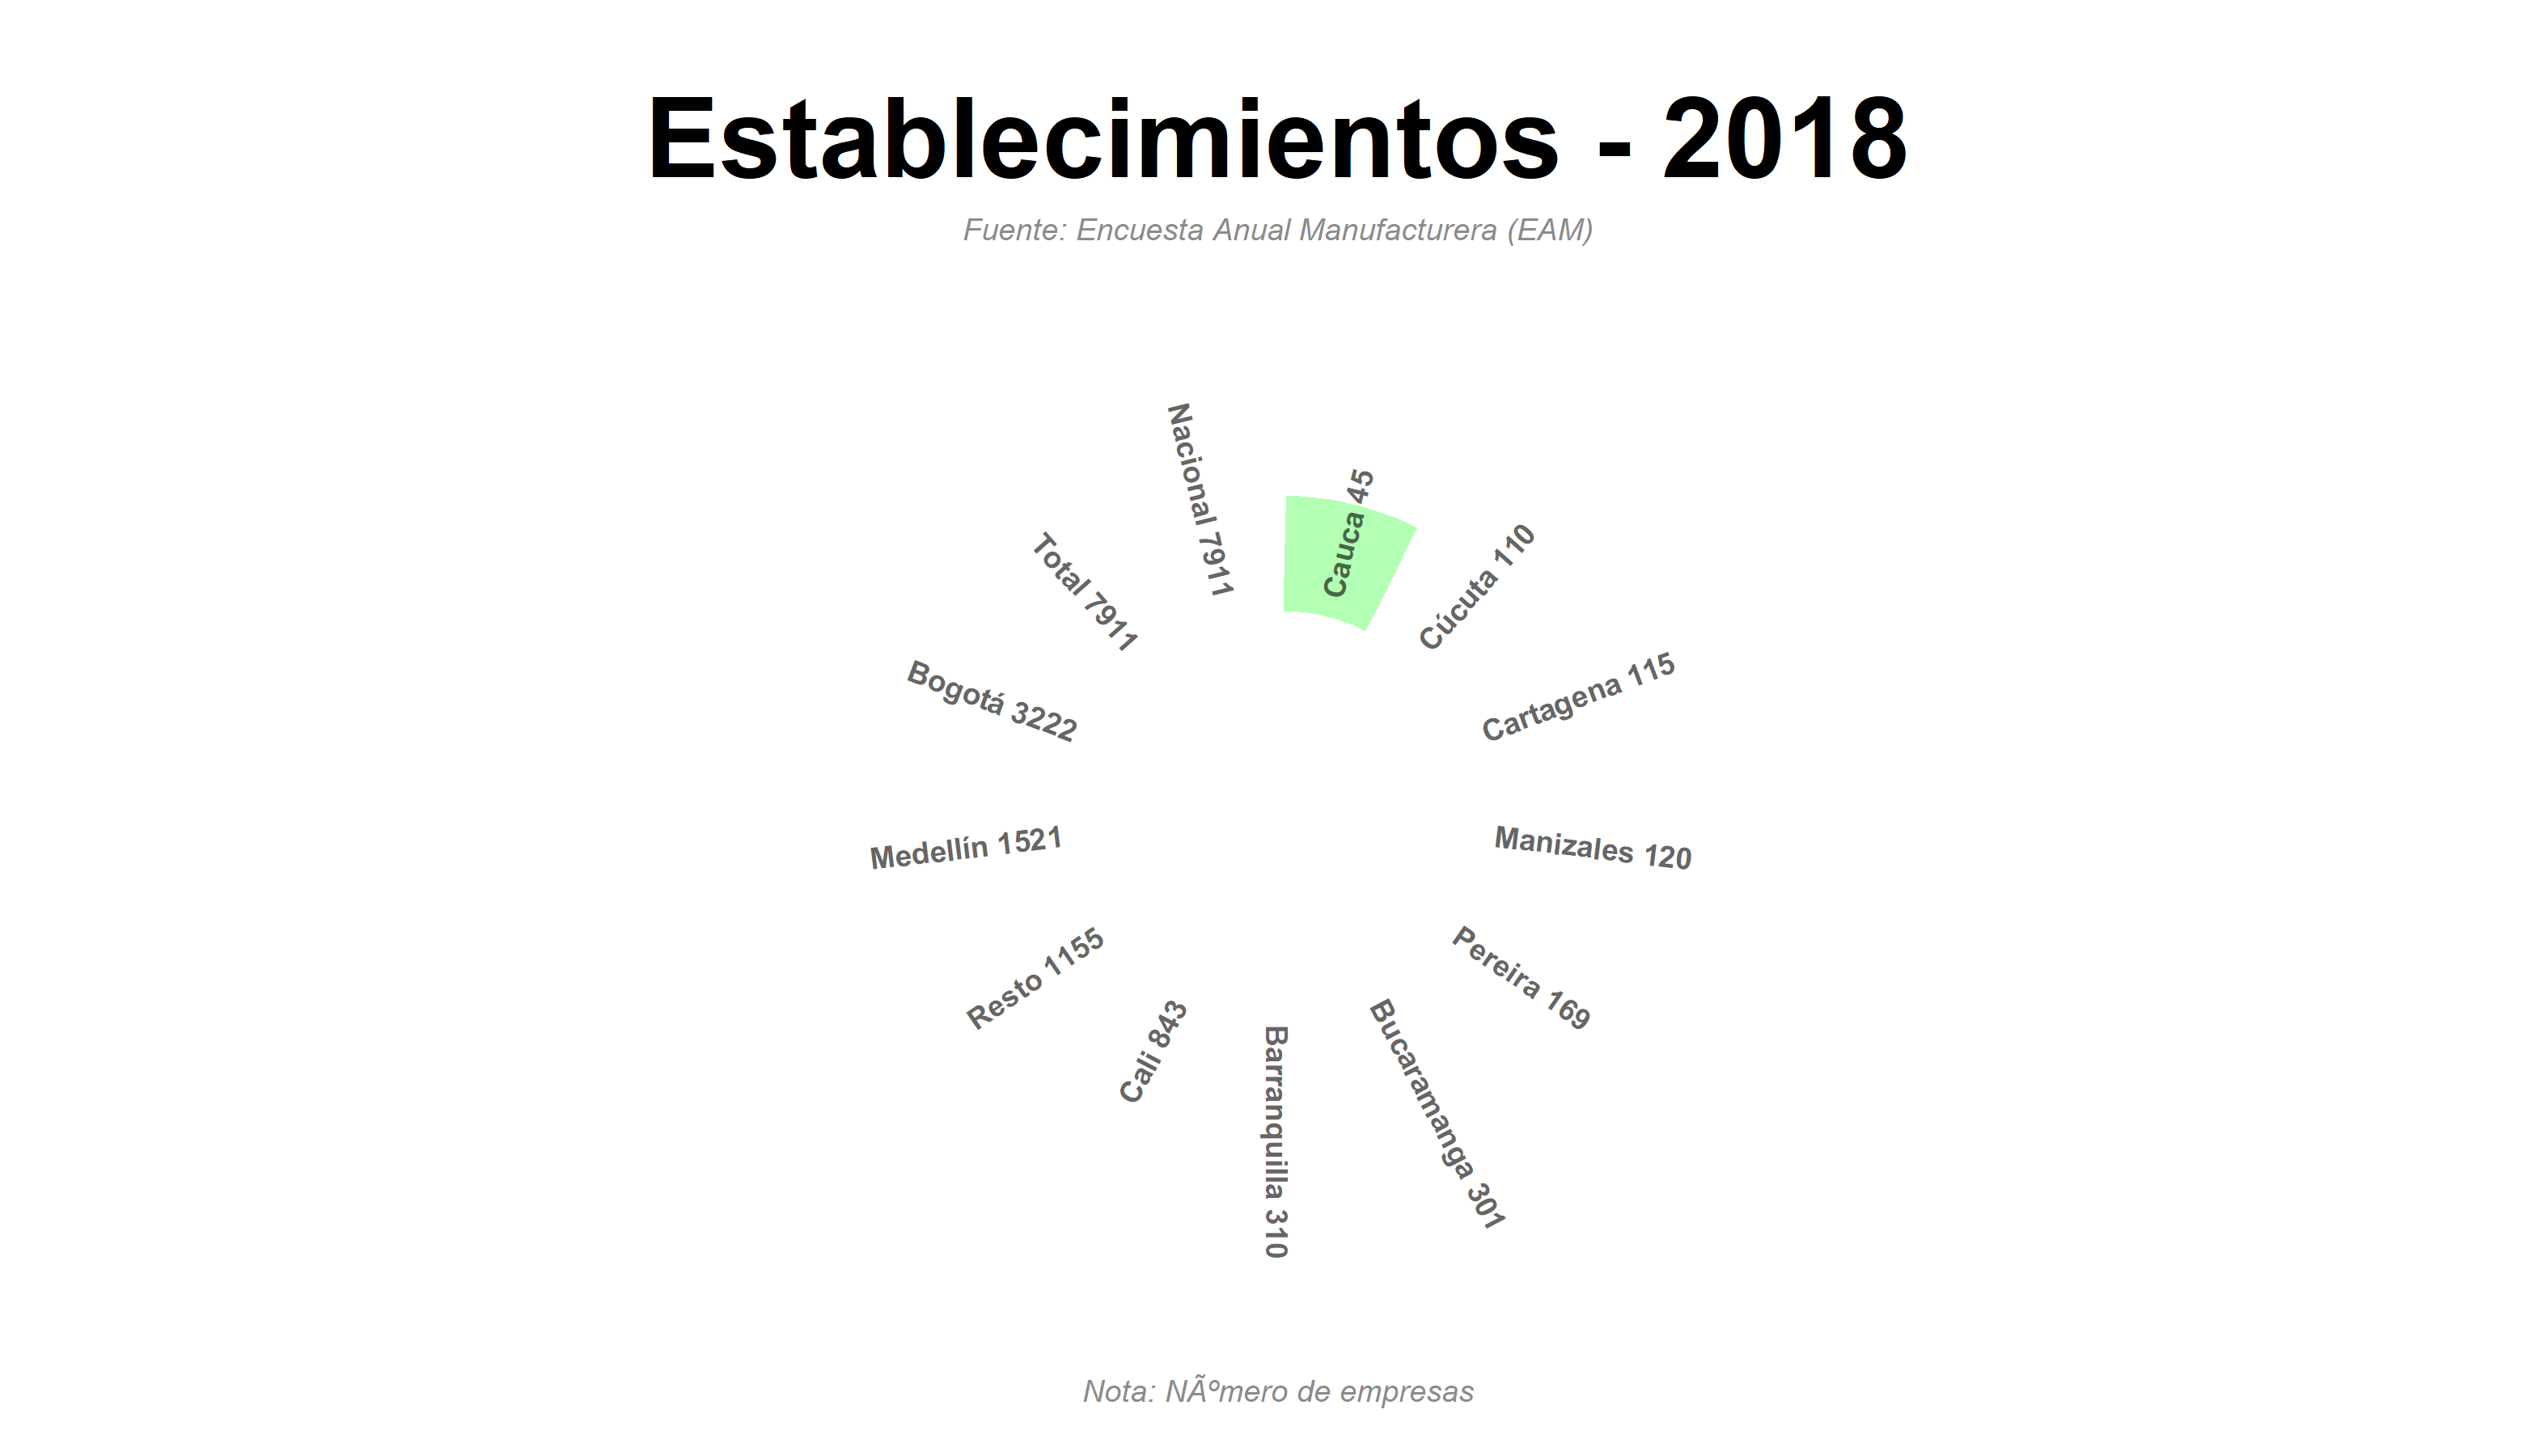 Establecimientos - 2018
Fuente: Encuesta Anual Manufacturera (EAM)
Cauca 45
Cúcuta 110
Cartagena 115
Manizales 120
Pereira 169
Bucaramanga 301
Barranquilla 310
Cali 843
Resto 1155
Medellín 1521
Bogotá 3222
Total 7911
Nacional 7911
Nota: NÃºmero de empresas